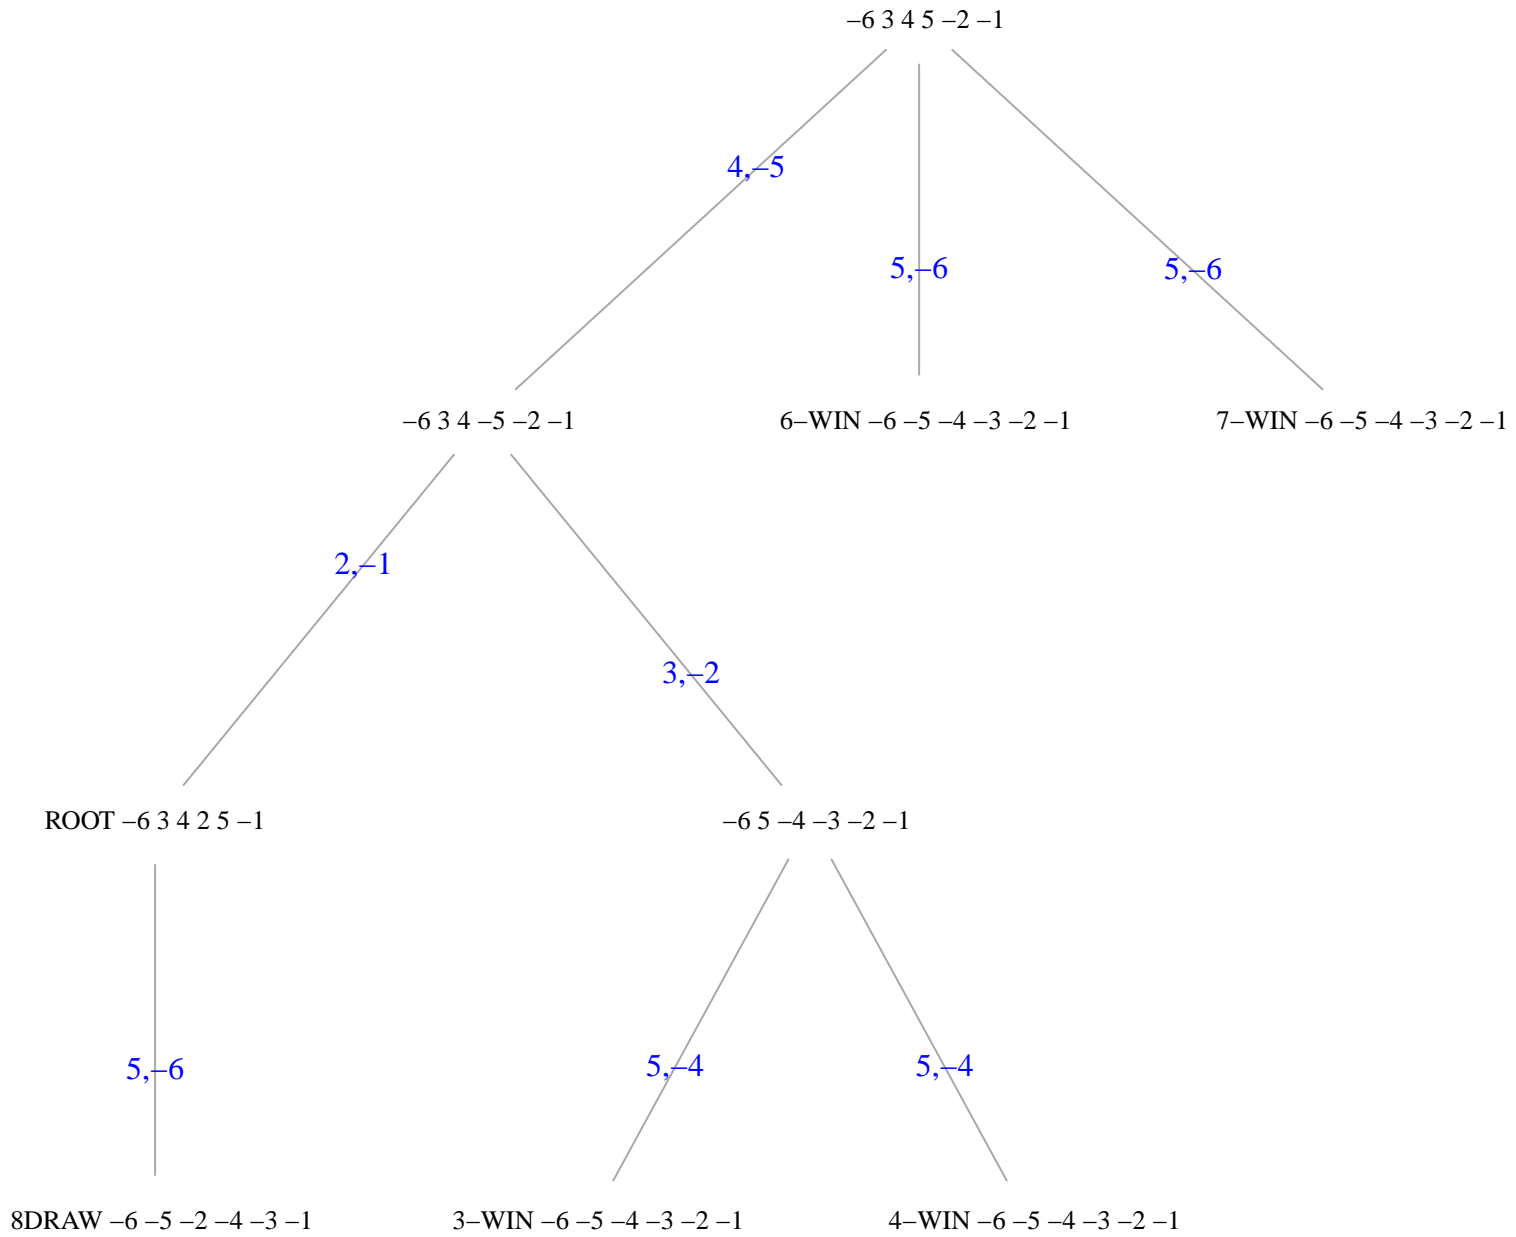 –6 3 4 5 –2 –1
4,–5
5,–6
5,–6
–6 3 4 –5 –2 –1
6–WIN –6 –5 –4 –3 –2 –1
7–WIN –6 –5 –4 –3 –2 –1
2,–1
3,–2
ROOT –6 3 4 2 5 –1
–6 5 –4 –3 –2 –1
5,–6
5,–4
5,–4
8DRAW –6 –5 –2 –4 –3 –1
3–WIN –6 –5 –4 –3 –2 –1
4–WIN –6 –5 –4 –3 –2 –1